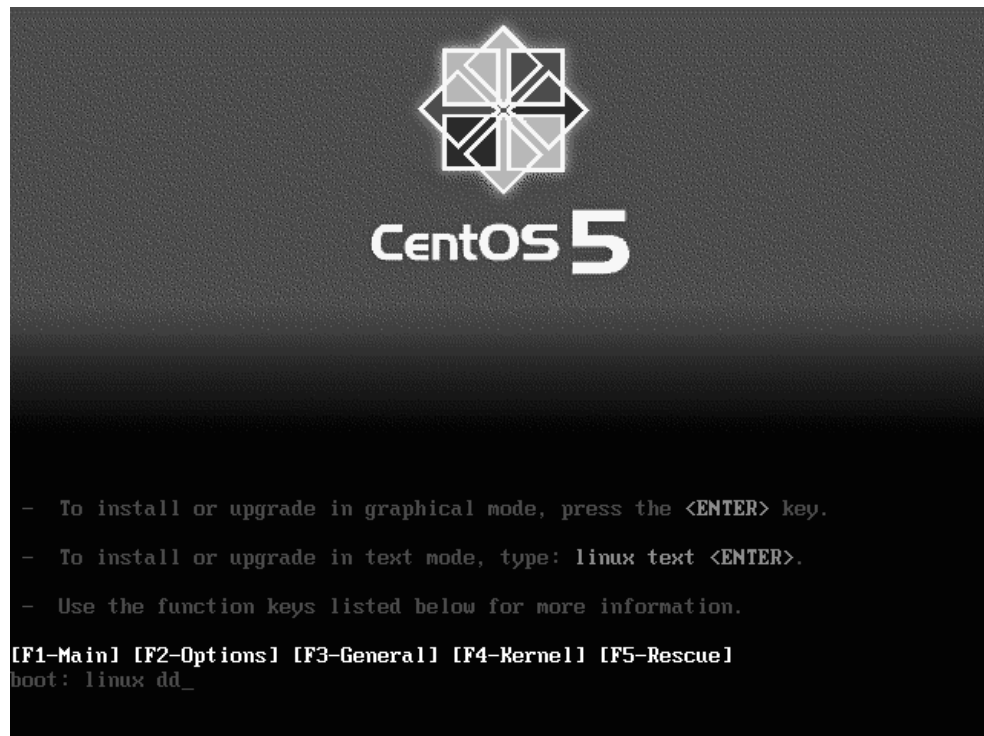 CentOS 5
- To install or upgrade in graphical mode, press the <ENTER> key.
- To install or upgrade in text mode, type: linux text <ENTER>.
- Use the function keys listed below for more information.
[F1-Main] [F2-Options] [F3-General] [F4-Kernel] [F5-Rescue]
boot: linux dd_